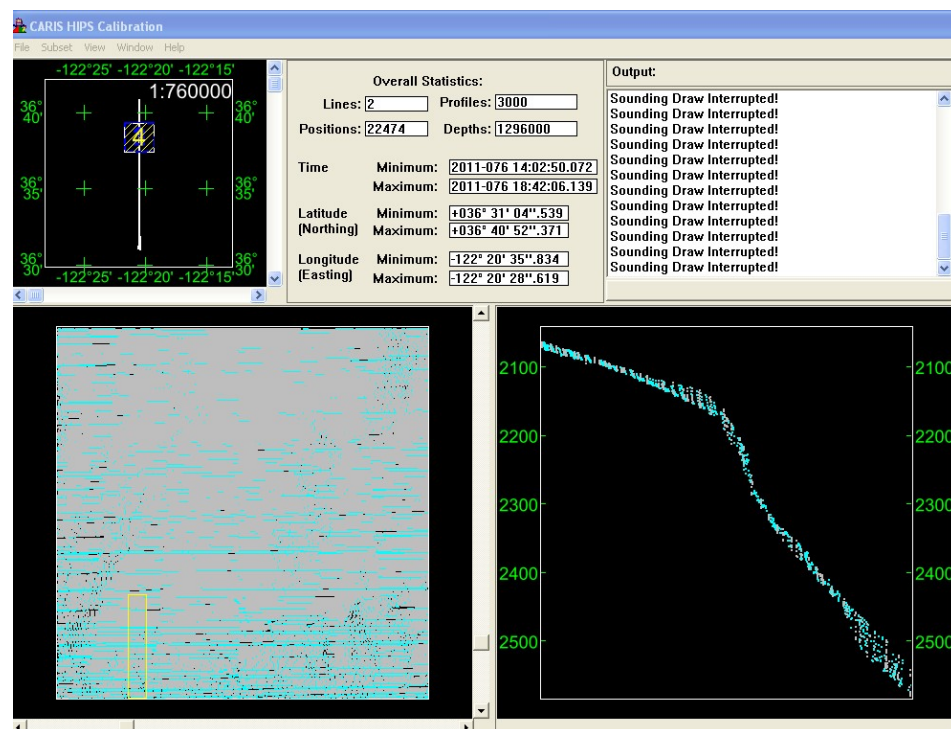 CARIS HIPS Calibration
File Subset View Window Help
-122°25' -122°20' -122°15'
1:760000
36° 40' 36° 40'
4
36° 35' 36° 35'
36° 30' 36° 30'
-122°25' -122°20' -122°15'
Overall Statistics:
Lines: 2 Profiles: 3000
Positions: 22474 Depths: 1296000
Time Minimum: 2011-076 14:02:50.072
Maximum: 2011-076 18:42:06.139
Latitude Minimum: +036° 31' 04".539
(Northing) Maximum: +036° 40' 52".371
Longitude Minimum: -122° 20' 35".834
(Easting) Maximum: -122° 20' 28".619
Output:
Sounding Draw Interrupted!
Sounding Draw Interrupted!
Sounding Draw Interrupted!
Sounding Draw Interrupted!
Sounding Draw Interrupted!
Sounding Draw Interrupted!
Sounding Draw Interrupted!
Sounding Draw Interrupted!
Sounding Draw Interrupted!
Sounding Draw Interrupted!
Sounding Draw Interrupted!
Sounding Draw Interrupted!
2100 2100
2200 2200
2300 2300
2400 2400
2500 2500